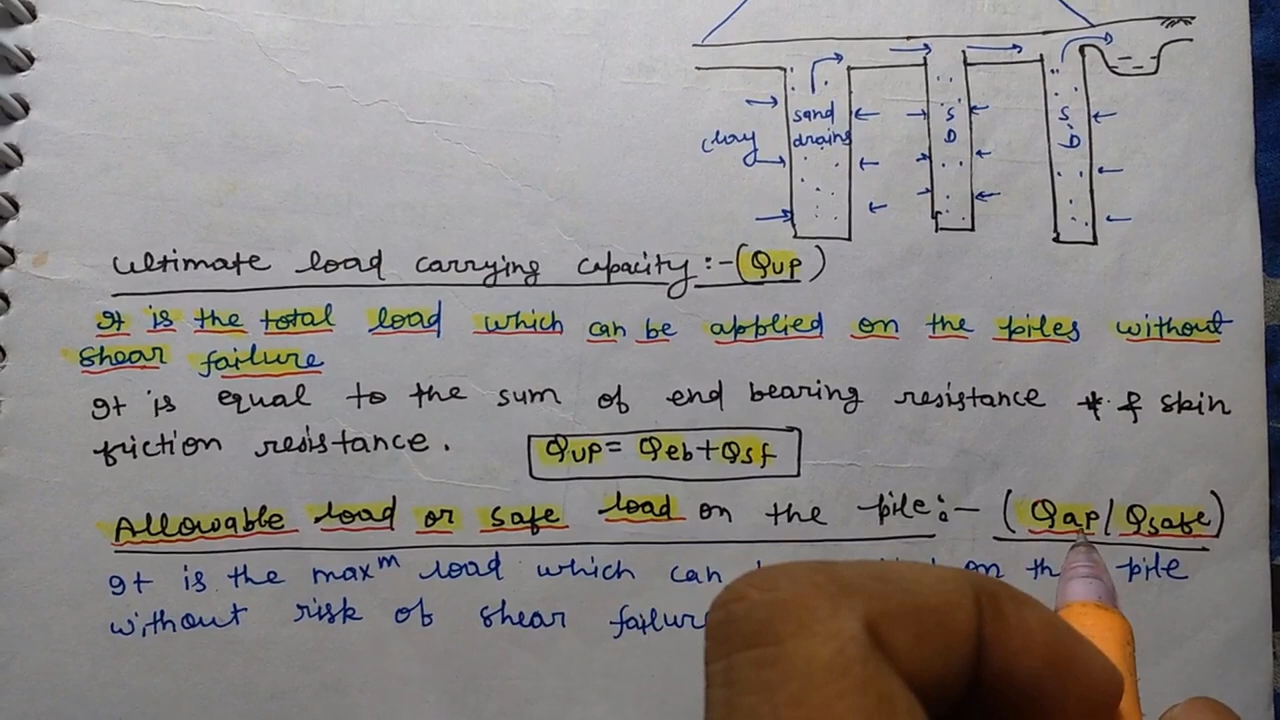 sand
drains
clay
S
D
S.D
Ultimate load carrying capacity :- (Qup)
It is the total load which can be applied on the piles without
shear failure
It is equal to the sum of end bearing resistance & skin
friction resistance. Qup = Qeb + Qsf
Allowable load or safe load on the pile :- (Qap/Qsafe)
It is the maxᵐ load which can on the pile
without risk of shear failure